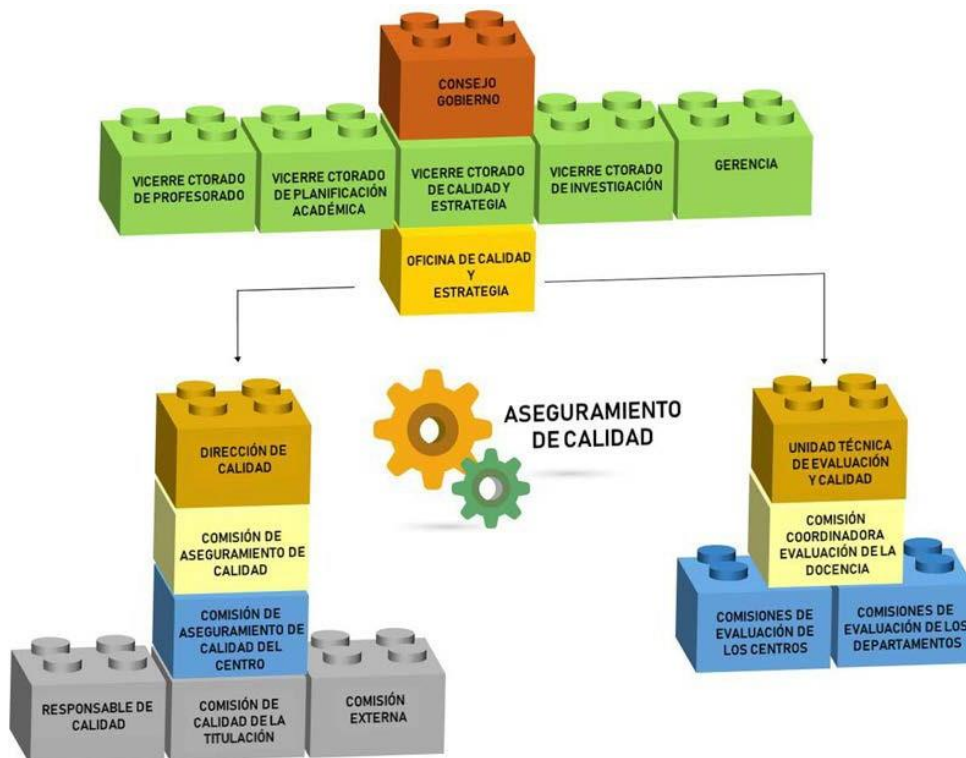 CONSEJO
GOBIERNO
VICERRE CTORADO
DE PROFESORADO
VICERRE CTORADO
DE PLANIFICACIÓN
ACADÉMICA
VICERRE CTORADO
DE CALIDAD Y
ESTRATEGIA
VICERRE CTORADO
DE INVESTIGACIÓN
GERENCIA
OFICINA DE CALIDAD
Y
ESTRATEGIA
ASEGURAMIENTO
DE CALIDAD
DIRECCIÓN DE
CALIDAD
COMISIÓN DE
ASEGURAMIENTO DE
CALIDAD
COMISIÓN DE
ASEGURAMIENTO DE
CALIDAD DEL
CENTRO
RESPONSABLE DE
CALIDAD
COMISIÓN DE
CALIDAD DE LA
TITULACIÓN
COMISIÓN
EXTERNA
UNIDAD TÉCNICA
DE EVALUACIÓN
Y CALIDAD
COMISIÓN
COORDINADORA
EVALUACIÓN DE LA
DOCENCIA
COMISIONES DE
EVALUACIÓN DE
LOS CENTROS
COMISIONES DE
EVALUACIÓN DE LOS
DEPARTAMENTOS